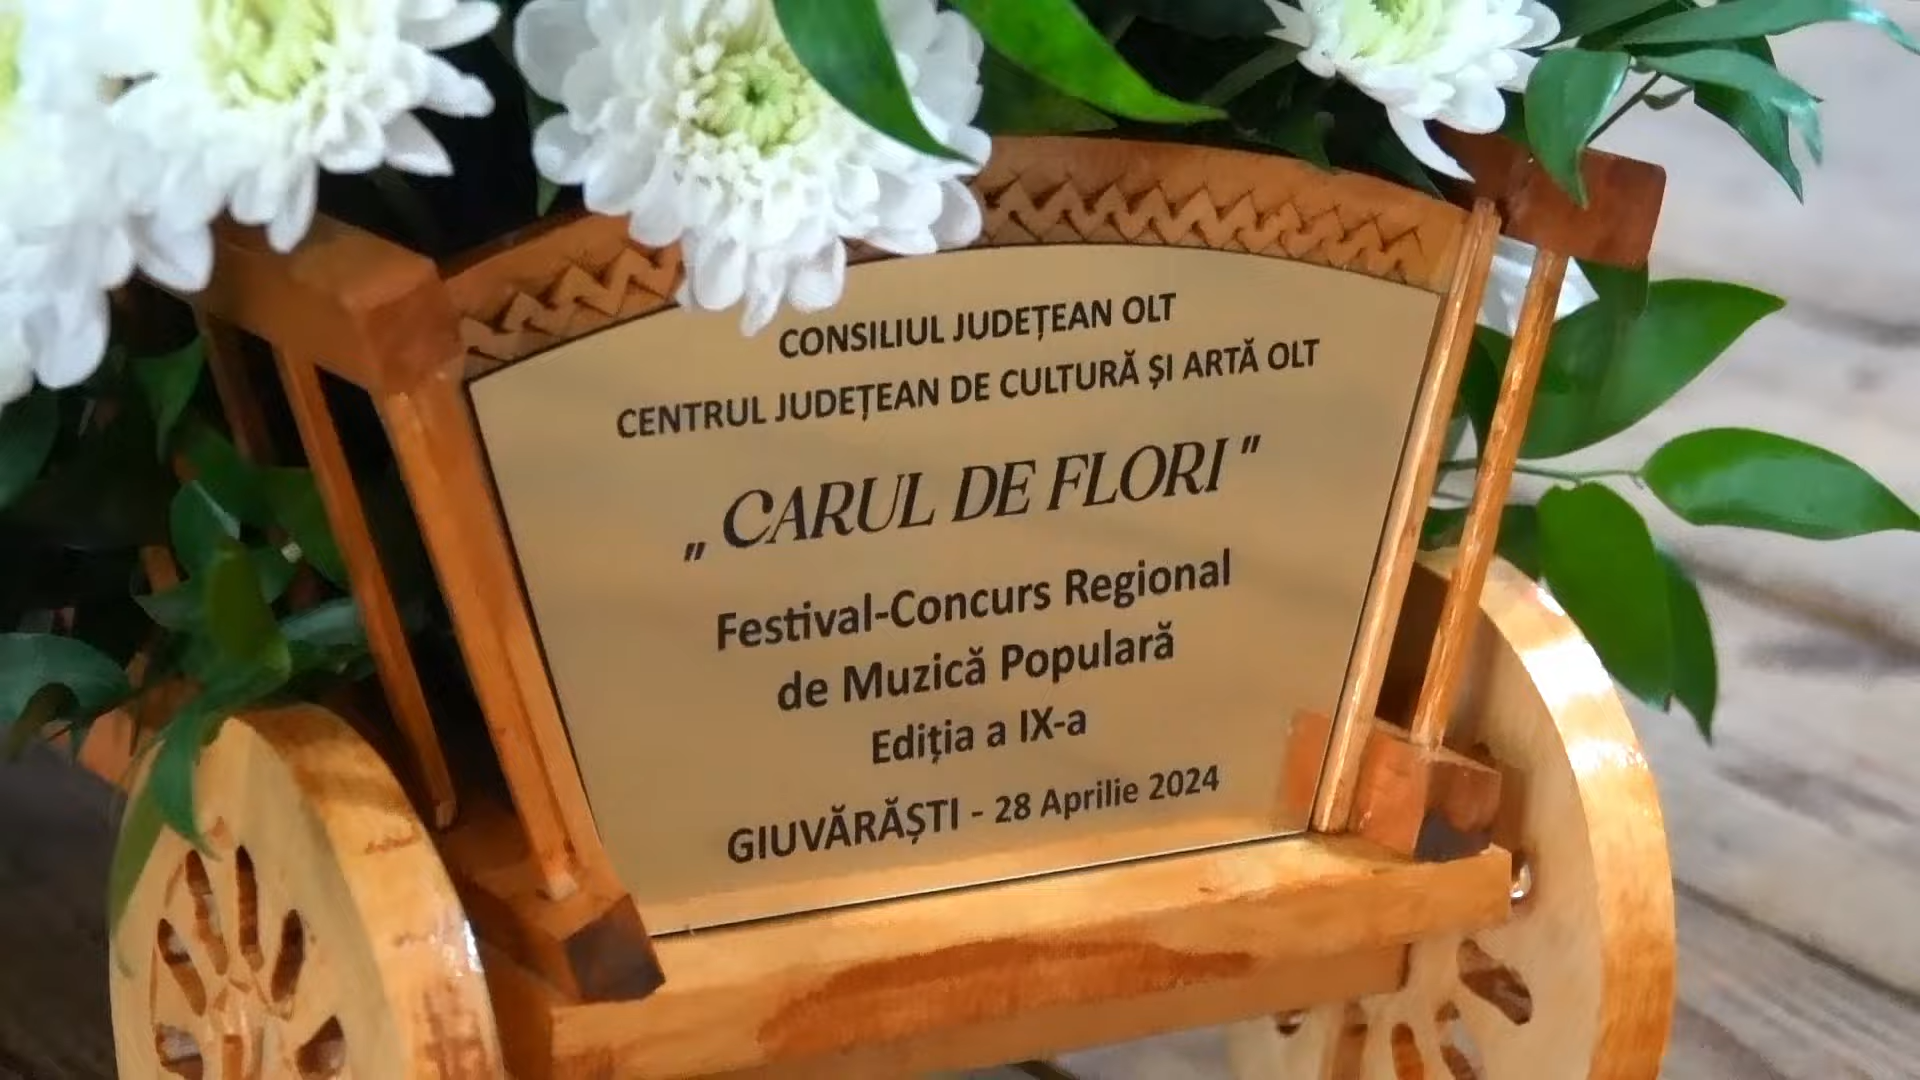 CONSILIUL JUDEȚEAN OLT
CENTRUL JUDEȚEAN DE CULTURĂ ȘI ARTĂ OLT
„CARUL DE FLORI"
Festival-Concurs Regional
de Muzică Populară
Ediția a IX-a
GIUVĂRĂȘTI - 28 Aprilie 2024